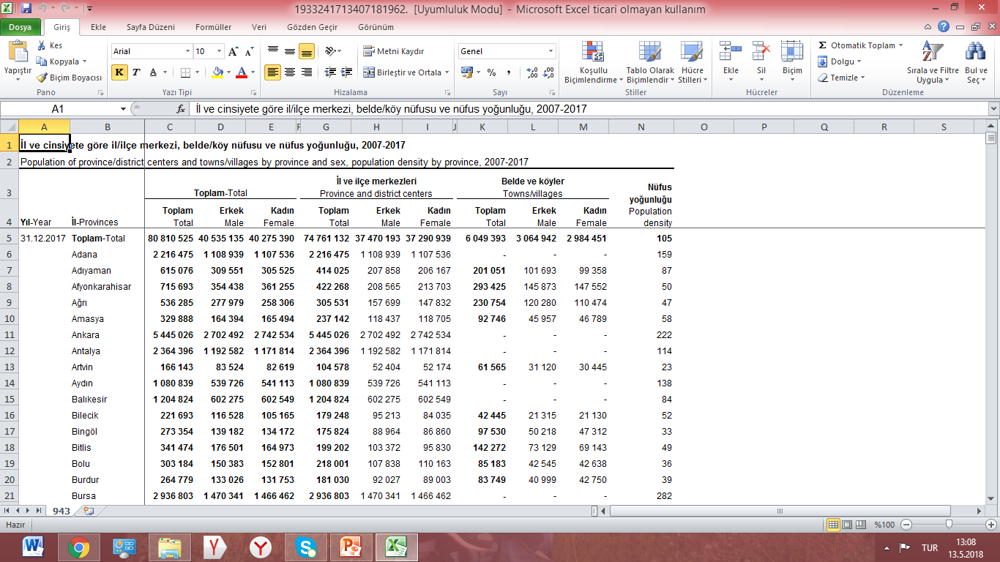 1933241713407181962.  [Uyumluluk Modu]  -  Microsoft Excel ticari olmayan kullanım
Dosya Giriş Ekle Sayfa Düzeni Formüller Veri Gözden Geçir Görünüm
Yapıştır
Kes
Kopyala
Biçim Boyacısı
Pano
Arial 10
K T A
Yazı Tipi
Metni Kaydır
Birleştir ve Ortala
Hizalama
Genel
Sayı
Koşullu Biçimlendirme
Tablo Olarak Biçimlendir
Hücre Stilleri
Stiller
Ekle Sil Biçim
Hücreler
Σ Otomatik Toplam
Dolgu
Temizle
Sırala ve Filtre Uygula
Bul ve Seç
Düzenleme
A1 fx İl ve cinsiyete göre il/ilçe merkezi, belde/köy nüfusu ve nüfus yoğunluğu, 2007-2017
A B C D E F G H I J K L M N O P Q R S
1 İl ve cinsiyete göre il/ilçe merkezi, belde/köy nüfusu ve nüfus yoğunluğu, 2007-2017
2 Population of province/district centers and towns/villages by province and sex, population density by province, 2007-2017
3 Toplam-Total İl ve ilçe merkezleri Province and district centers Belde ve köyler Towns/villages Nüfus yoğunluğu Population density
4 Yıl-Year İl-Provinces Toplam Total Erkek Male Kadın Female Toplam Total Erkek Male Kadın Female Toplam Total Erkek Male Kadın Female
5 31.12.2017 Toplam-Total 80 810 525 40 535 135 40 275 390 74 761 132 37 470 193 37 290 939 6 049 393 3 064 942 2 984 451 105
6 Adana 2 216 475 1 108 939 1 107 536 2 216 475 1 108 939 1 107 536 - - - 159
7 Adıyaman 615 076 309 551 305 525 414 025 207 858 206 167 201 051 101 693 99 358 87
8 Afyonkarahisar 715 693 354 438 361 255 422 268 208 565 213 703 293 425 145 873 147 552 50
9 Ağrı 536 285 277 979 258 306 305 531 157 699 147 832 230 754 120 280 110 474 47
10 Amasya 329 888 164 394 165 494 237 142 118 437 118 705 92 746 45 957 46 789 58
11 Ankara 5 445 026 2 702 492 2 742 534 5 445 026 2 702 492 2 742 534 - - - 222
12 Antalya 2 364 396 1 192 582 1 171 814 2 364 396 1 192 582 1 171 814 - - - 114
13 Artvin 166 143 83 524 82 619 104 578 52 404 52 174 61 565 31 120 30 445 23
14 Aydın 1 080 839 539 726 541 113 1 080 839 539 726 541 113 - - - 138
15 Balıkesir 1 204 824 602 275 602 549 1 204 824 602 275 602 549 - - - 84
16 Bilecik 221 693 116 528 105 165 179 248 95 213 84 035 42 445 21 315 21 130 52
17 Bingöl 273 354 139 182 134 172 175 824 88 964 86 860 97 530 50 218 47 312 33
18 Bitlis 341 474 176 501 164 973 199 202 103 372 95 830 142 272 73 129 69 143 49
19 Bolu 303 184 150 383 152 801 218 001 107 838 110 163 85 183 42 545 42 638 36
20 Burdur 264 779 133 026 131 753 181 030 92 027 89 003 83 749 40 999 42 750 39
21 Bursa 2 936 803 1 470 341 1 466 462 2 936 803 1 470 341 1 466 462 - - - 282
943
Hazır %100
TUR 13:08
13.5.2018